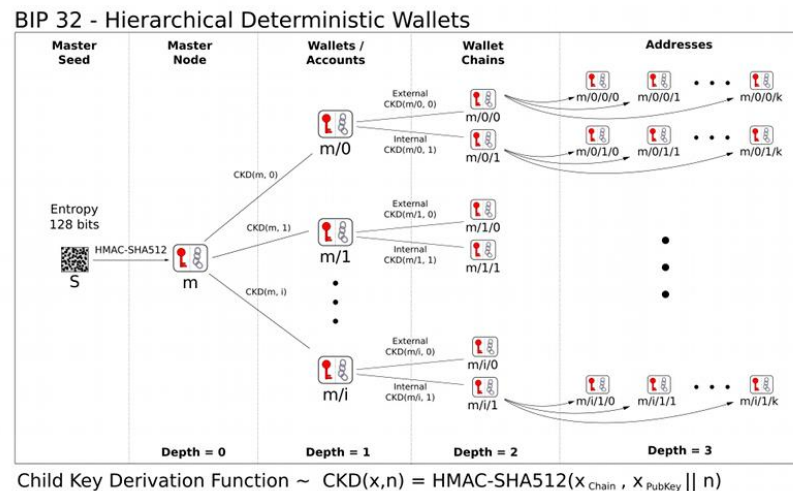 BIP 32 - Hierarchical Deterministic Wallets
Master Seed
Master Node
Wallets / Accounts
Wallet Chains
Addresses
Entropy
128 bits
S
HMAC-SHA512
m
CKD(m, 0)
CKD(m, 1)
CKD(m, i)
m/0
m/1
m/i
External
CKD(m/0, 0)
Internal
CKD(m/0, 1)
External
CKD(m/1, 0)
Internal
CKD(m/1, 1)
External
CKD(m/i, 0)
Internal
CKD(m/i, 1)
m/0/0
m/0/1
m/1/0
m/1/1
m/i/0
m/i/1
m/0/0/0 m/0/0/1 m/0/0/k
m/0/1/0 m/0/1/1 m/0/1/k
m/i/1/0 m/i/1/1 m/i/1/k
Depth = 0 Depth = 1 Depth = 2 Depth = 3
Child Key Derivation Function ~ CKD(x,n) = HMAC-SHA512(x Chain , x PubKey || n)